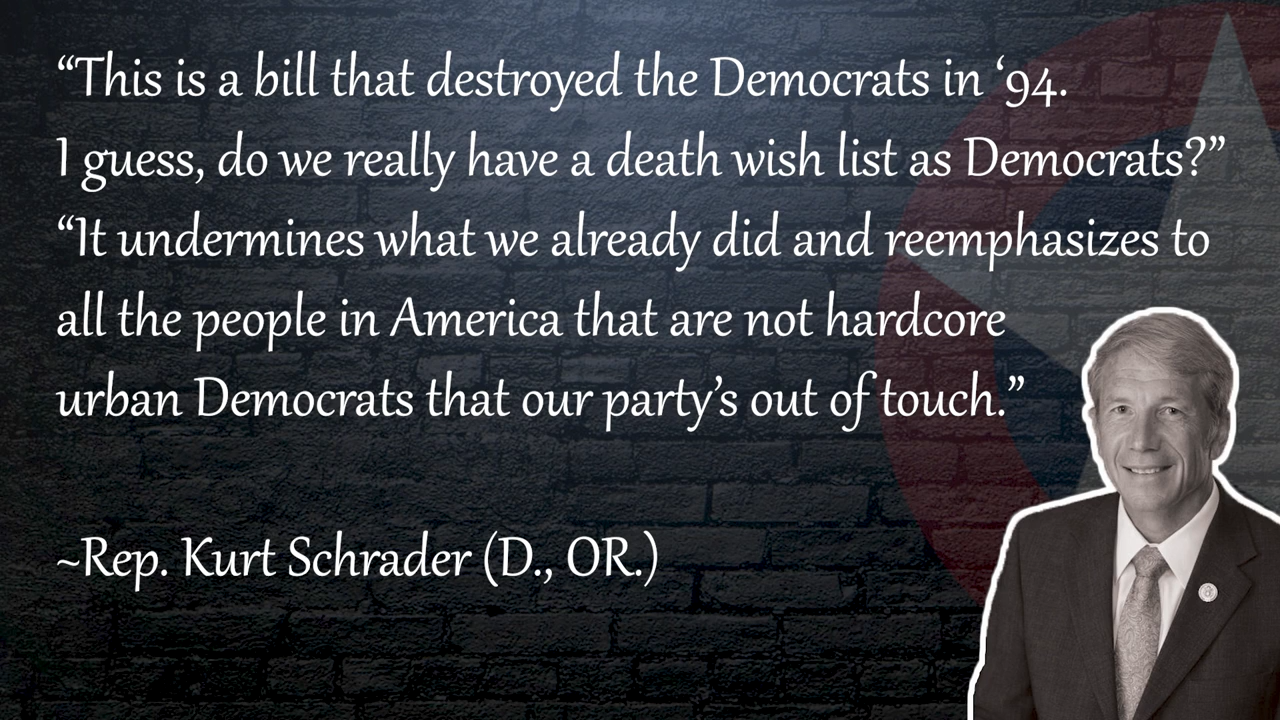 “This is a bill that destroyed the Democrats in ‘94.
I guess, do we really have a death wish list as Democrats?”
“It undermines what we already did and reemphasizes to
all the people in America that are not hardcore
urban Democrats that our party’s out of touch.”
~Rep. Kurt Schrader (D., OR.)